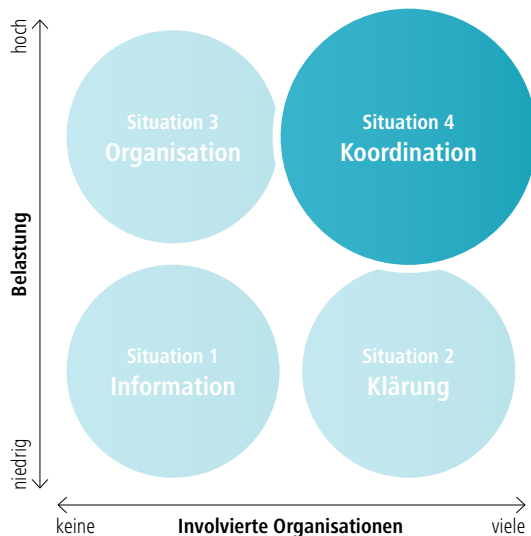 hoch
Belastung
niedrig
Situation 3
Organisation
Situation 4
Koordination
Situation 1
Information
Situation 2
Klärung
keine
Involvierte Organisationen
viele